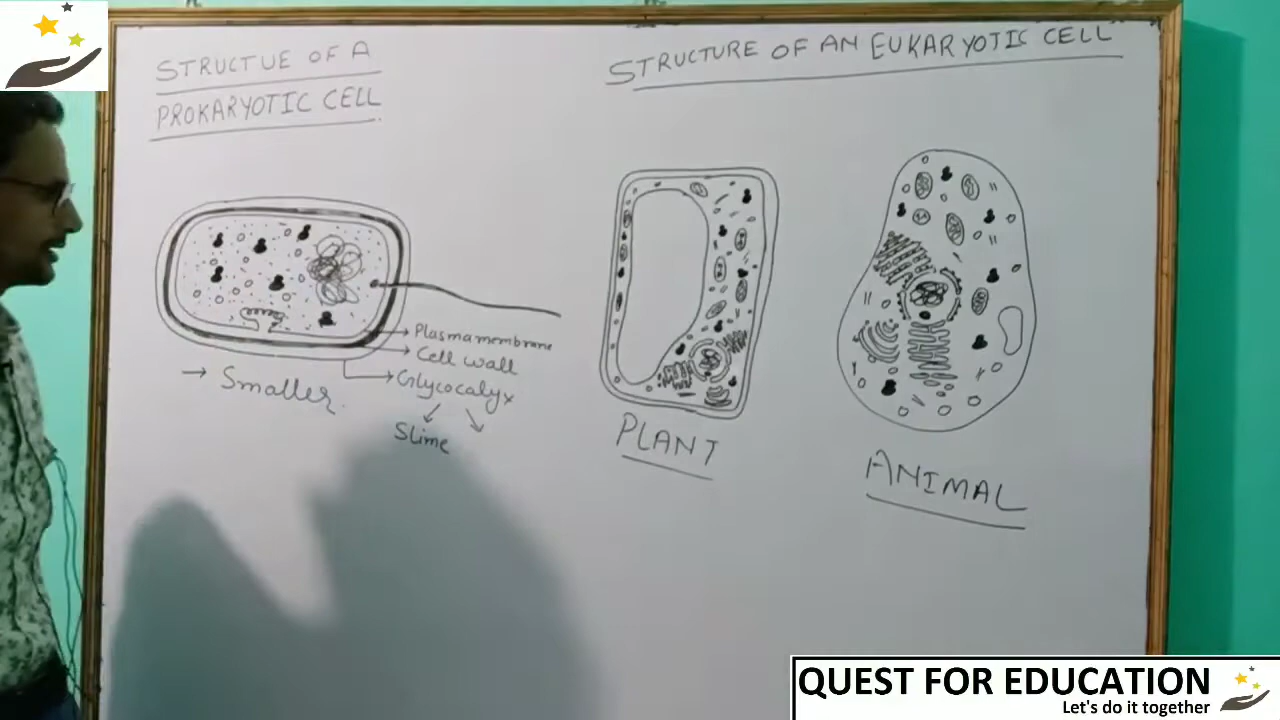 STRUCTUE OF A
PROKARYOTIC CELL
STRUCTURE OF AN EUKARYOTIC CELL
Plasmamembrane
Cell wall
Glycocalyx
Slime
→ Smaller.
PLANT
ANIMAL
QUEST FOR EDUCATION
Let's do it together